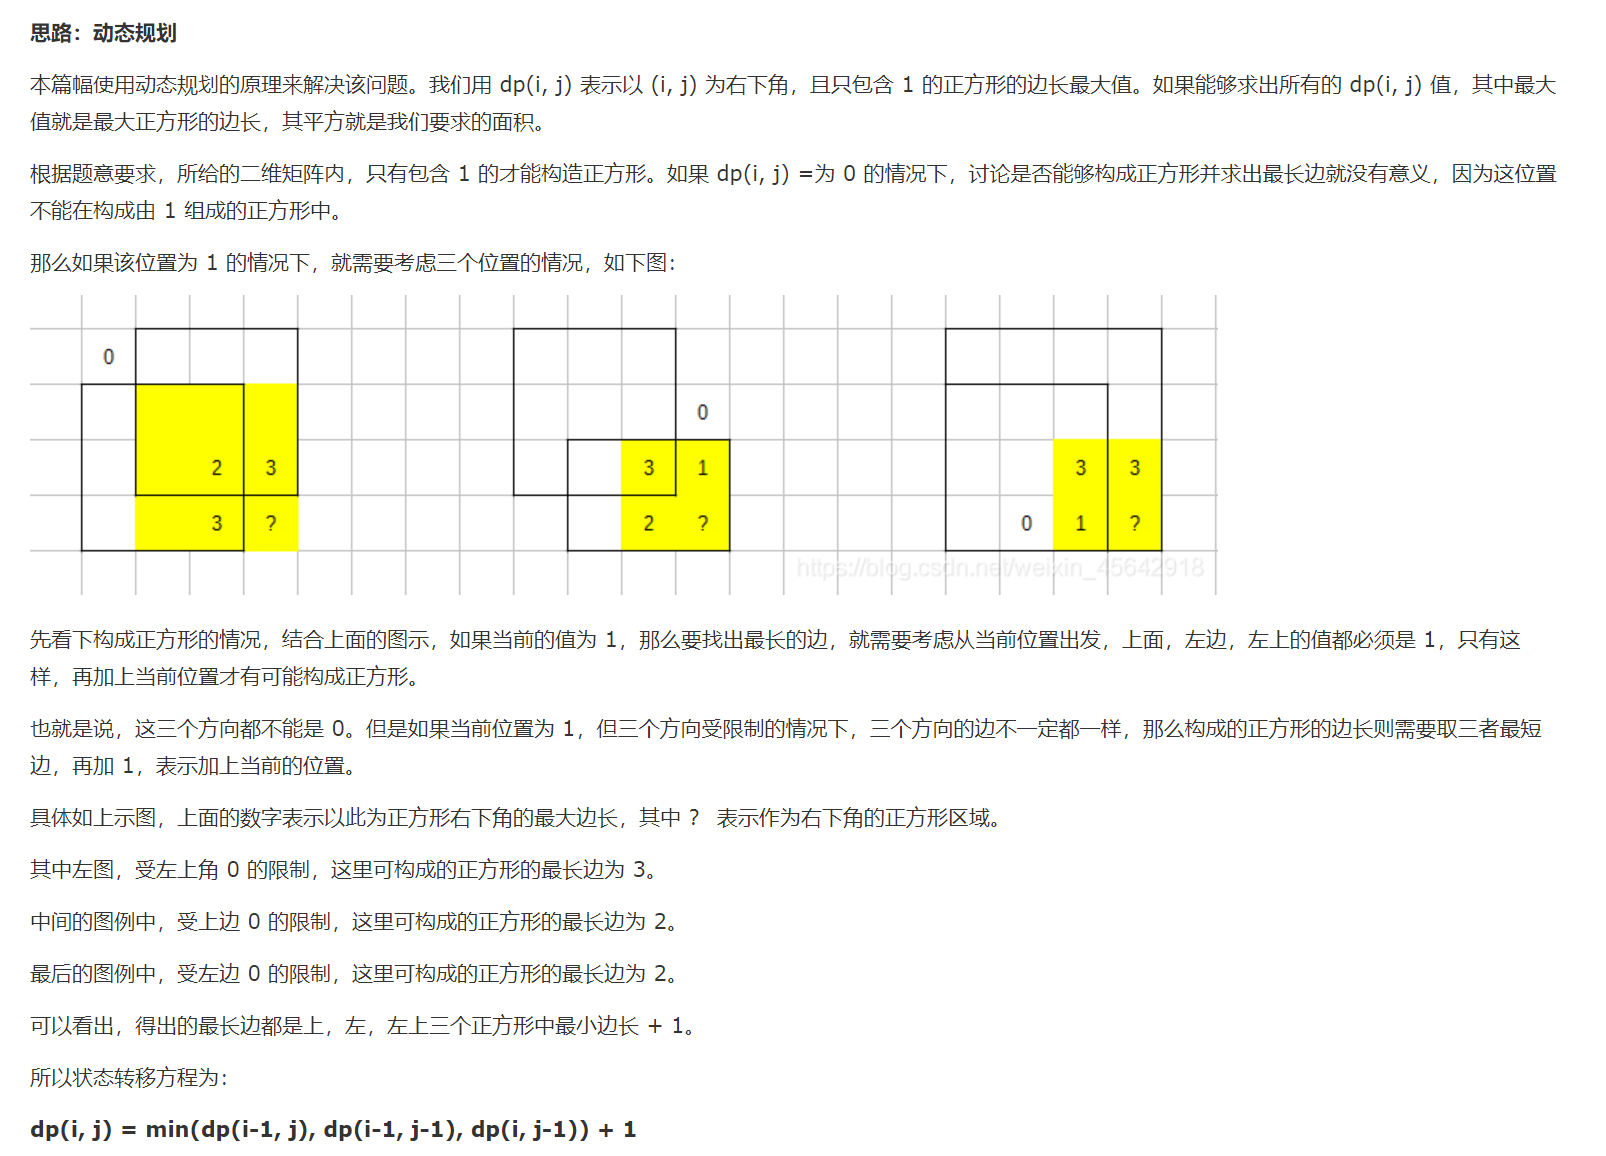 思路：动态规划
本篇幅使用动态规划的原理来解决该问题。我们用 dp(i, j) 表示以 (i, j) 为右下角，且只包含 1 的正方形的边长最大值。如果能够求出所有的 dp(i, j) 值，其中最大
值就是最大正方形的边长，其平方就是我们要求的面积。
根据题意要求，所给的二维矩阵内，只有包含 1 的才能构造正方形。如果 dp(i, j) =为 0 的情况下，讨论是否能够构成正方形并求出最长边就没有意义，因为这位置
不能在构成由 1 组成的正方形中。
那么如果该位置为 1 的情况下，就需要考虑三个位置的情况，如下图：
0
0
2 3 3 1 3 3
3 ? 2 ? 0 1 ?
https://blog.csdn.net/weixin_45642918
先看下构成正方形的情况，结合上面的图示，如果当前的值为 1，那么要找出最长的边，就需要考虑从当前位置出发，上面，左边，左上的值都必须是 1，只有这
样，再加上当前位置才有可能构成正方形。
也就是说，这三个方向都不能是 0。但是如果当前位置为 1，但三个方向受限制的情况下，三个方向的边不一定都一样，那么构成的正方形的边长则需要取三者最短
边，再加 1，表示加上当前的位置。
具体如上示图，上面的数字表示以此为正方形右下角的最大边长，其中 ？ 表示作为右下角的正方形区域。
其中左图，受左上角 0 的限制，这里可构成的正方形的最长边为 3。
中间的图例中，受上边 0 的限制，这里可构成的正方形的最长边为 2。
最后的图例中，受左边 0 的限制，这里可构成的正方形的最长边为 2。
可以看出，得出的最长边都是上，左，左上三个正方形中最小边长 + 1。
所以状态转移方程为：
dp(i, j) = min(dp(i-1, j), dp(i-1, j-1), dp(i, j-1)) + 1